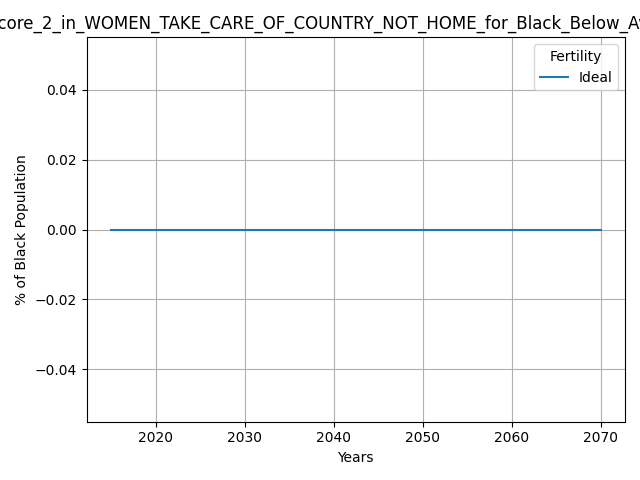 core_2_in_WOMEN_TAKE_CARE_OF_COUNTRY_NOT_HOME_for_Black_Below_A
Fertility
Ideal
0.04
0.02
0.00
−0.02
−0.04
% of Black Population
2020 2030 2040 2050 2060 2070
Years